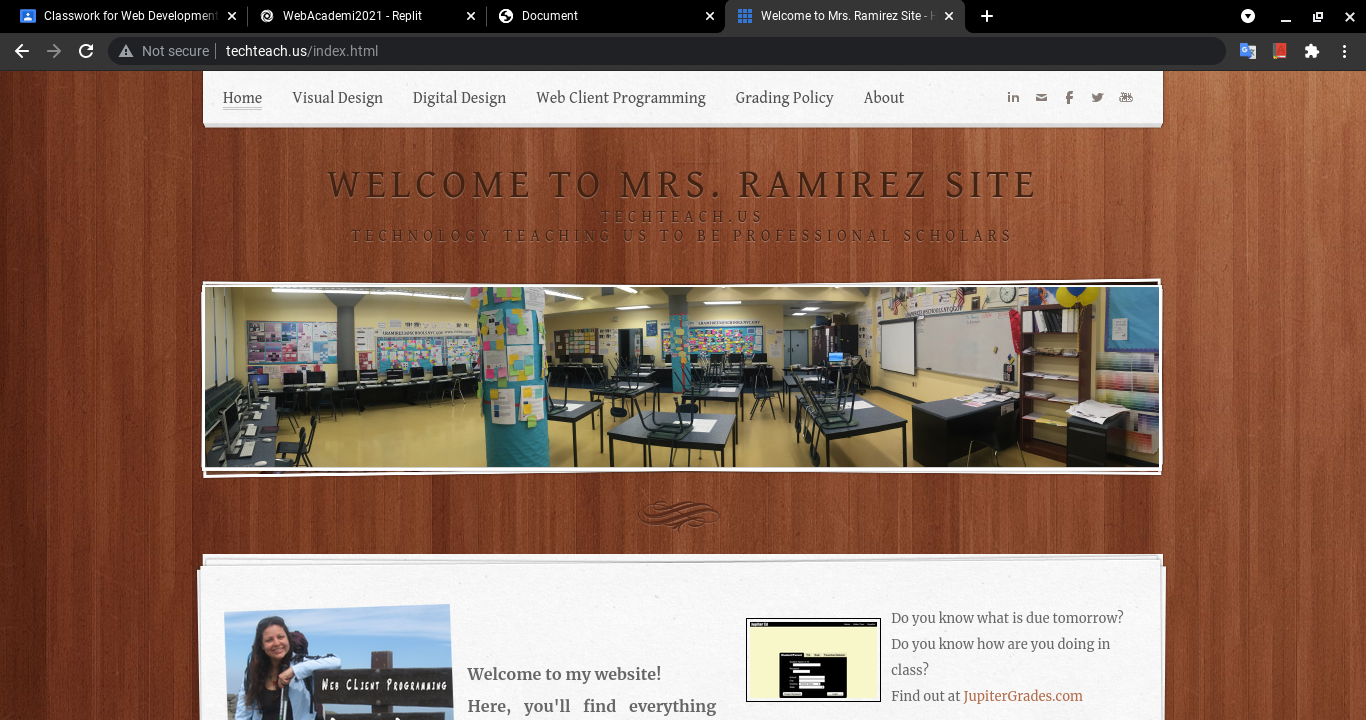 Classwork for Web Development
WebAcademi2021 - Replit
Document
Welcome to Mrs. Ramirez Site - H
Not secure
techteach.us/index.html
Home
Visual Design
Digital Design
Web Client Programming
Grading Policy
About
WELCOME TO MRS. RAMIREZ SITE
TECHTEACH.US
TECHNOLOGY TEACHING US TO BE PROFESSIONAL SCHOLARS
WEB CLIENT PROGRAMMING
Welcome to my website!
Here, you'll find everything
Jupiter Ed
Do you know what is due tomorrow?
Do you know how are you doing in
class?
Find out at JupiterGrades.com